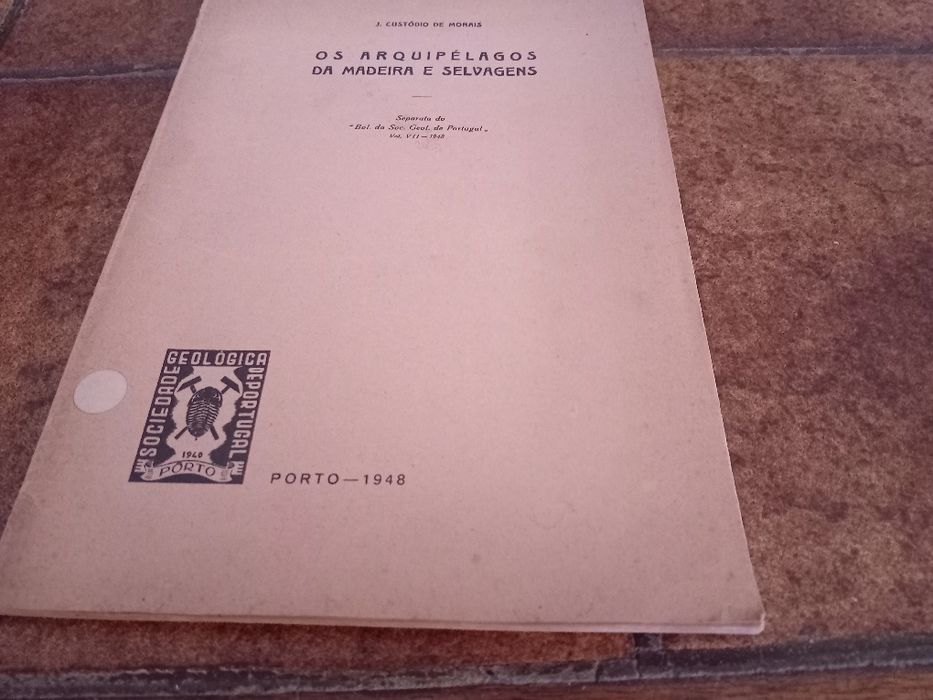 J. CUSTÓDIO DE MORAIS
OS ARQUIPÉLAGOS
DA MADEIRA E SELVAGENS
Separata do
"Bol. da Soc. Geol. de Portugal„
Vol. VII — 1948
SOCIEDADE GEOLÓGICA DE PORTUGAL
1940
PÔRTO
PORTO — 1948